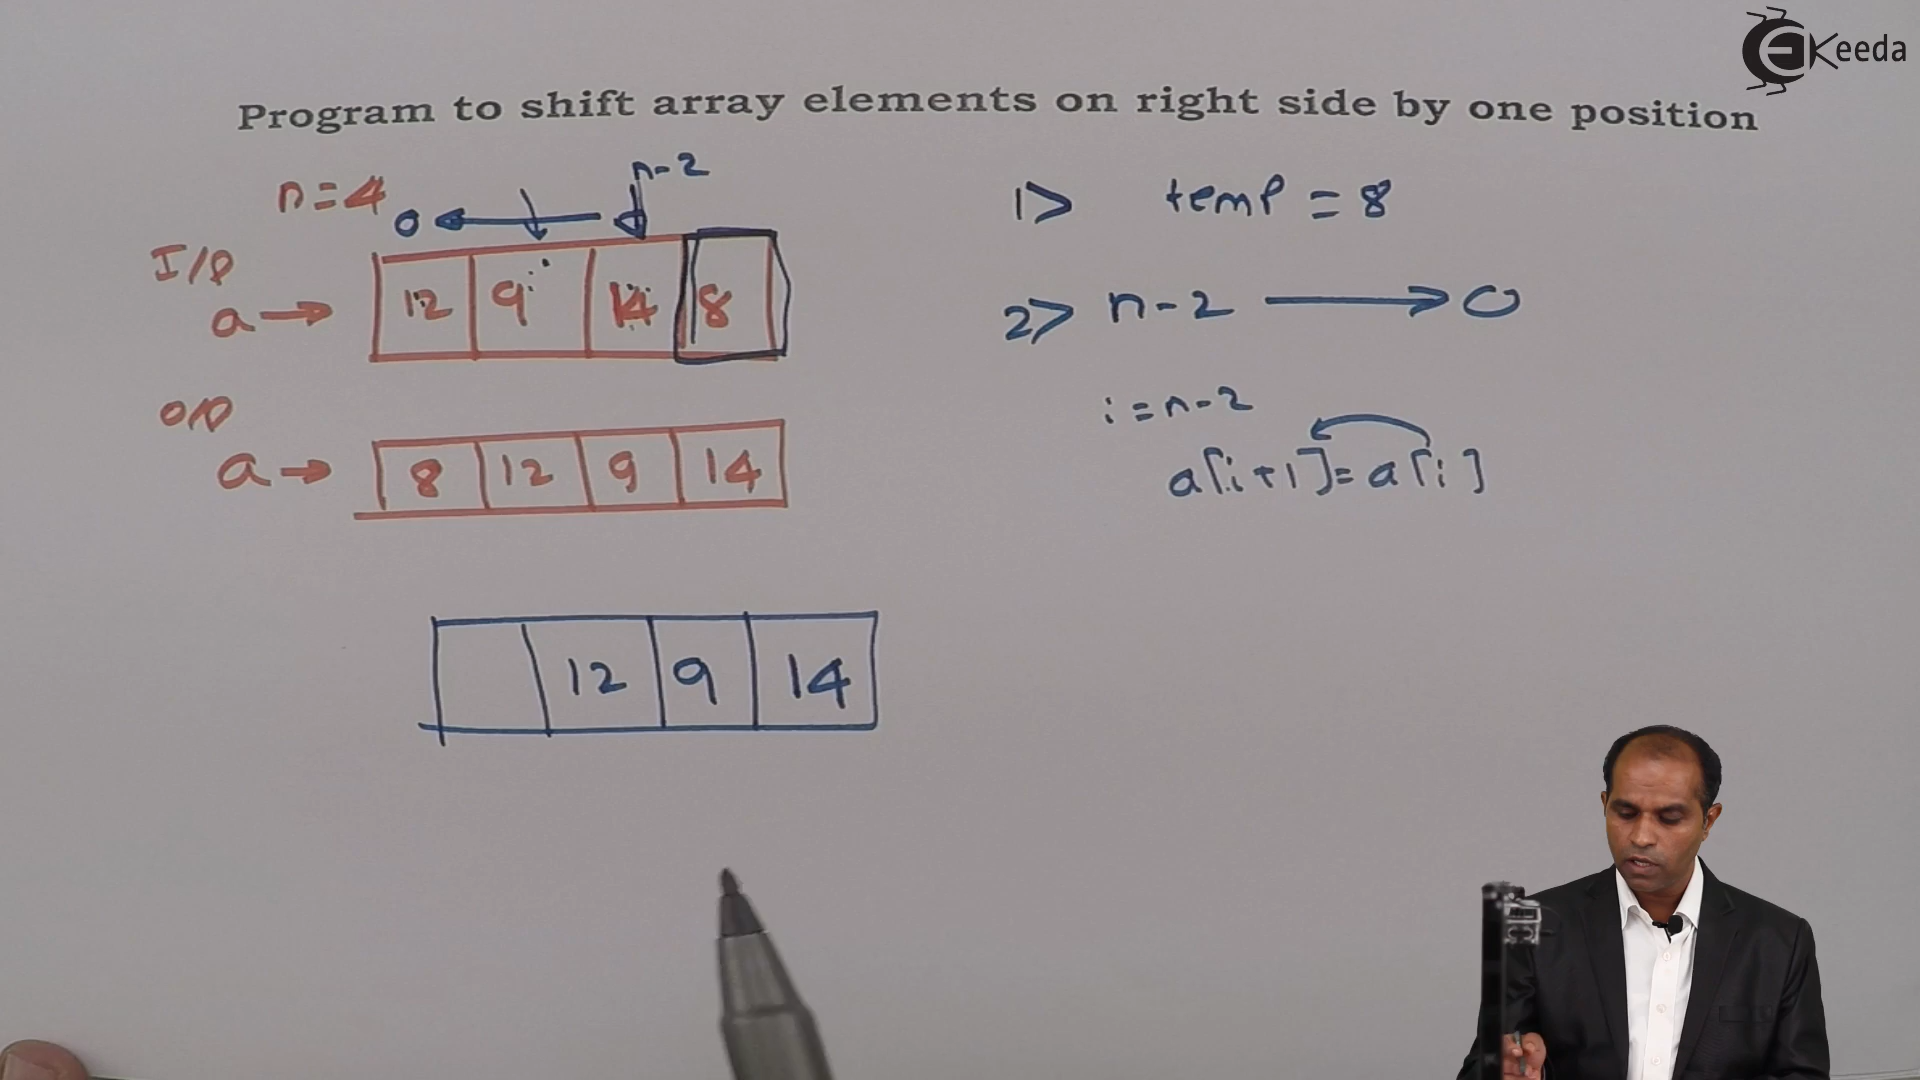 EKeeda
Program to shift array elements on right side by one position
n=4
n-2
0
I/P
a→
12 9 14 8
O/P
a→
8 12 9 14
12 9 14
1> temp = 8
2> n-2 → 0
i=n-2
a[i+1]=a[i]